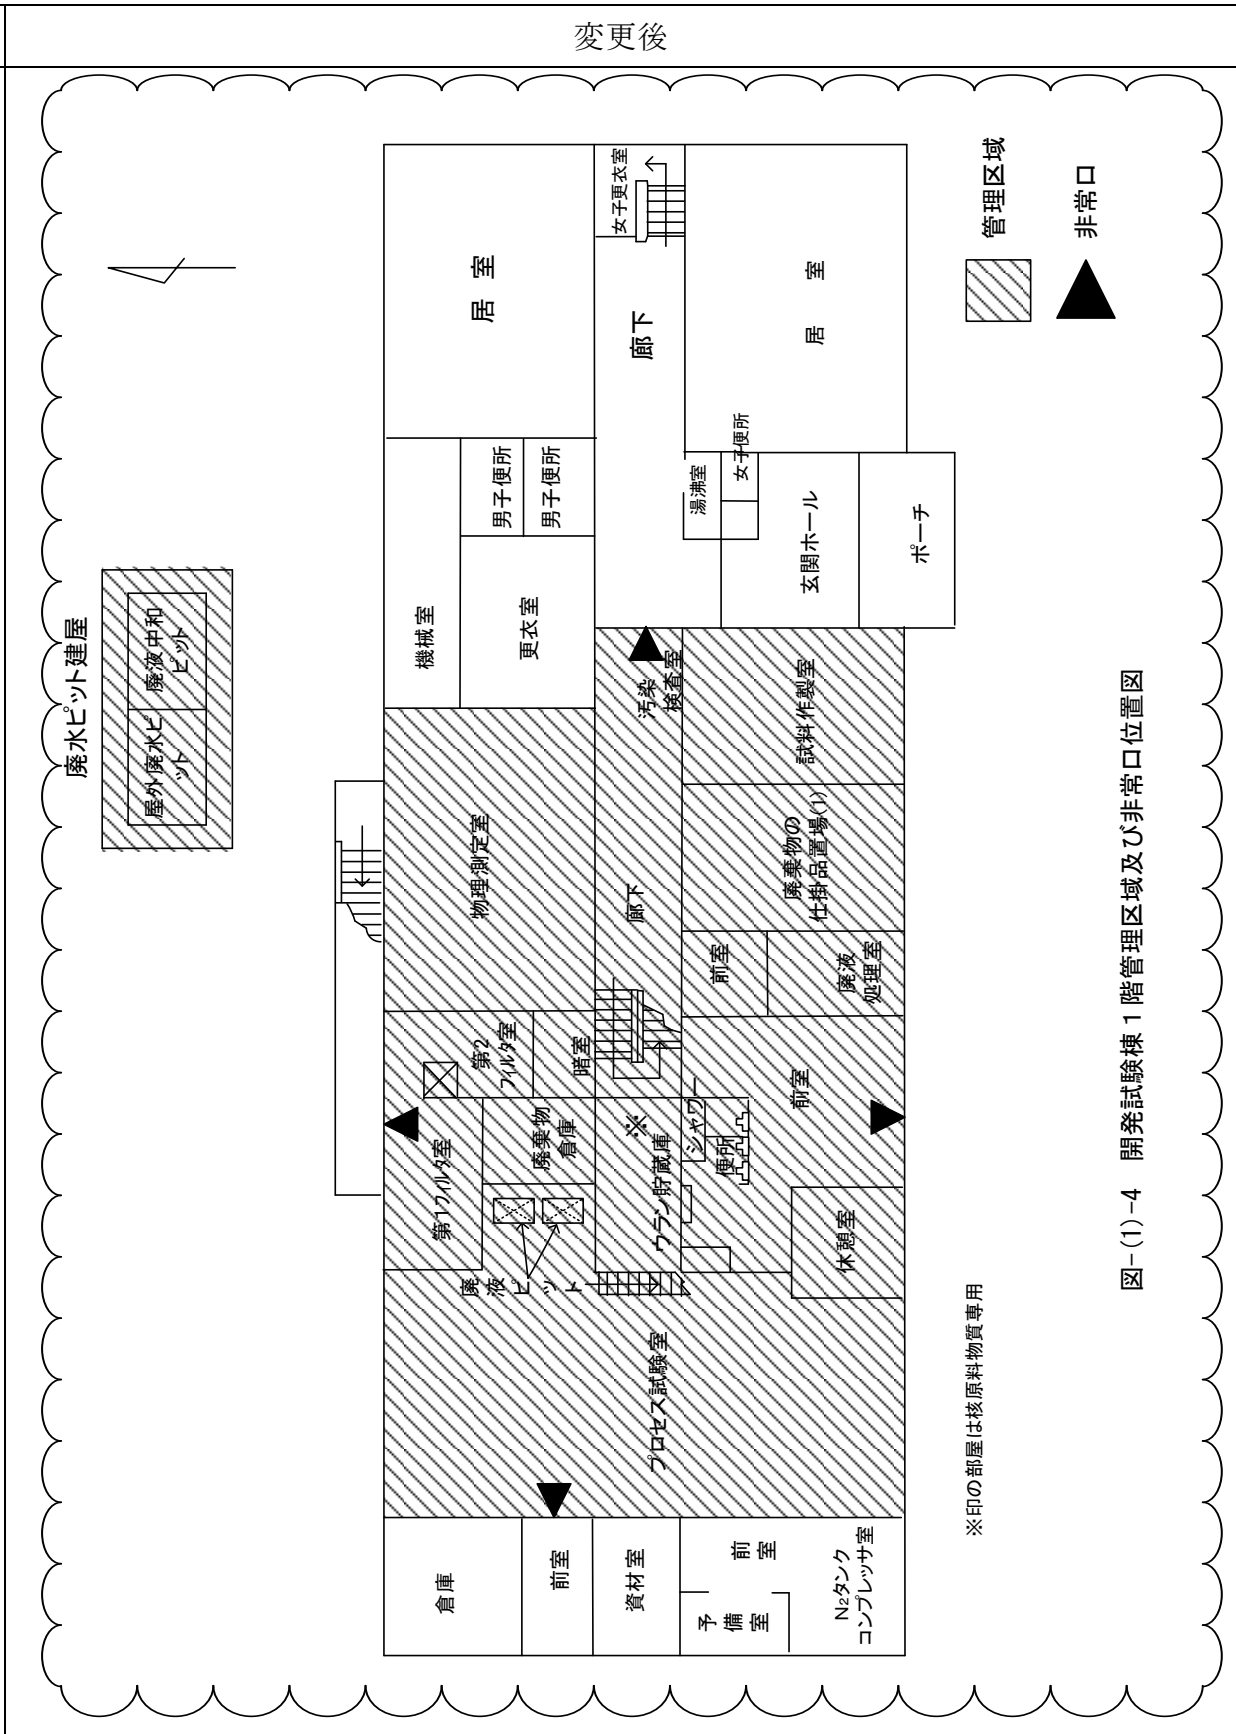 変更後
廃水ピット建屋
屋外廃水ピ
ット
廃液中和
ピット
倉庫
前室
資材室
予
備
室
前
室
N₂タンク
コンプレッサ室
プロセス試験室
廃液ピット
第1フィルタ室
第2
フィルタ室
廃棄物
倉庫
暗室
ウラン貯蔵庫
※
シャワー
便所
前室
休憩室
物理測定室
廊下
前室
廃液
処理室
廃棄物の
仕掛品置場(1)
試料作製室
汚染
検査室
機械室
更衣室
男子便所
男子便所
居室
廊下
女子更衣室
湯沸室
女子便所
玄関ホール
ポーチ
居室
管理区域
非常口
※印の部屋は核原料物質専用
図-(1)-4 開発試験棟1階管理区域及び非常口位置図